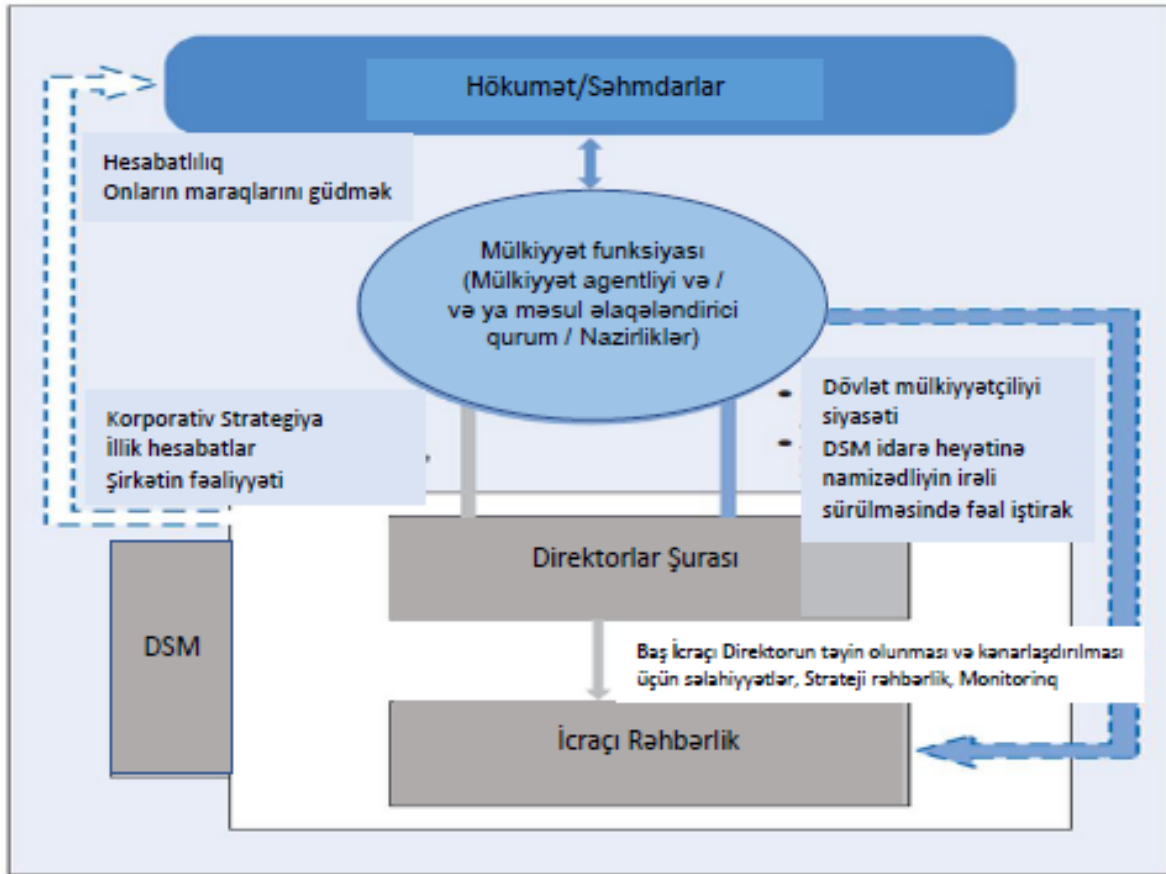 Hökumət/Səhmdarlar
Hesabatlılıq
Onların maraqlarını güdmək
Mülkiyyət funksiyası
(Mülkiyyət agentliyi və /
və ya məsul əlaqələndirici
qurum / Nazirliklər)
Korporativ Strategiya
İllik hesabatlar
Şirkətin fəaliyyəti
Dövlət mülkiyyətçiliyi
siyasəti
DSM idarə heyətinə
namizədliyin irəli
sürülməsində fəal iştirak
Direktorlar Şurası
DSM
Baş İcraçı Direktorun təyin olunması və kənarlaşdırılması
üçün səlahiyyətlər, Strateji rəhbərlik, Monitorinq
İcraçı Rəhbərlik